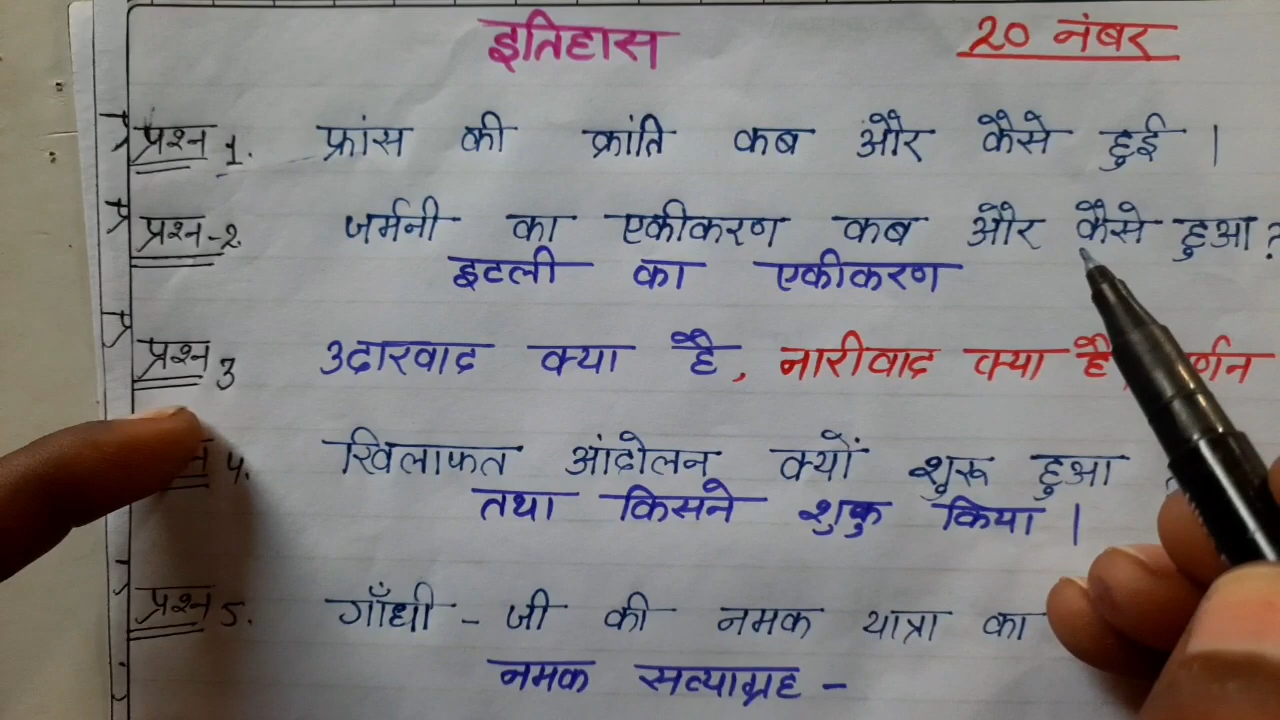 इतिहास 20 नंबर
प्रश्न 1. फ्रांस की क्रांति कब और कैसे हुई ।
प्रश्न-2. जर्मनी का एकीकरण कब और कैसे हुआ?
इटली का एकीकरण
प्रश्न 3 उदारवाद क्या है, नारीवाद क्या है
4. खिलाफत आंदोलन क्यों शुरू हुआ
तथा किसने शुरू किया ।
प्रश्न 5. गाँधी - जी की नमक यात्रा का
नमक सत्याग्रह -